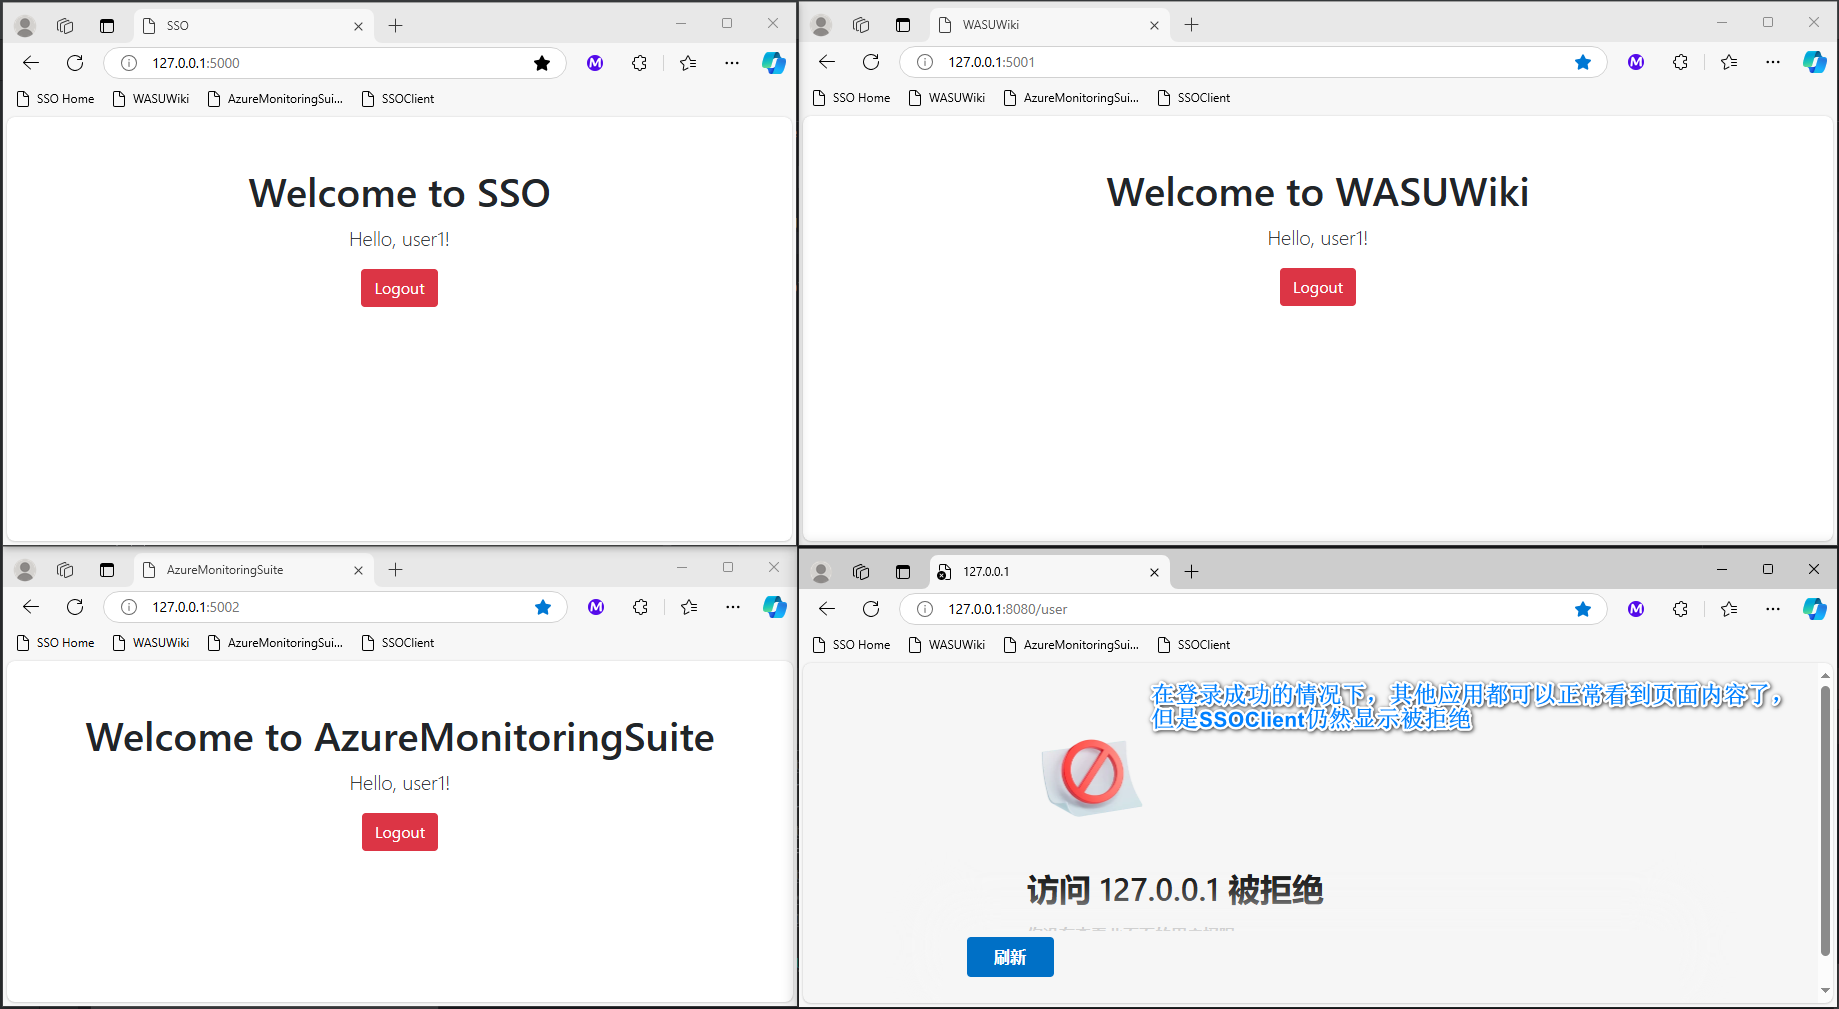 SSO
127.0.0.1:5000
M
SSO Home WASUWiki AzureMonitoringSui... SSOClient
Welcome to SSO
Hello, user1!
Logout
WASUWiki
127.0.0.1:5001
M
SSO Home WASUWiki AzureMonitoringSui... SSOClient
Welcome to WASUWiki
Hello, user1!
Logout
AzureMonitoringSuite
127.0.0.1:5002
M
SSO Home WASUWiki AzureMonitoringSui... SSOClient
Welcome to AzureMonitoringSuite
Hello, user1!
Logout
127.0.0.1
127.0.0.1:8080/user
M
SSO Home WASUWiki AzureMonitoringSui... SSOClient
在登录成功的情况下，其他应用都可以正常看到页面内容了，
但是SSOClient仍然显示被拒绝
访问 127.0.0.1 被拒绝
刷新